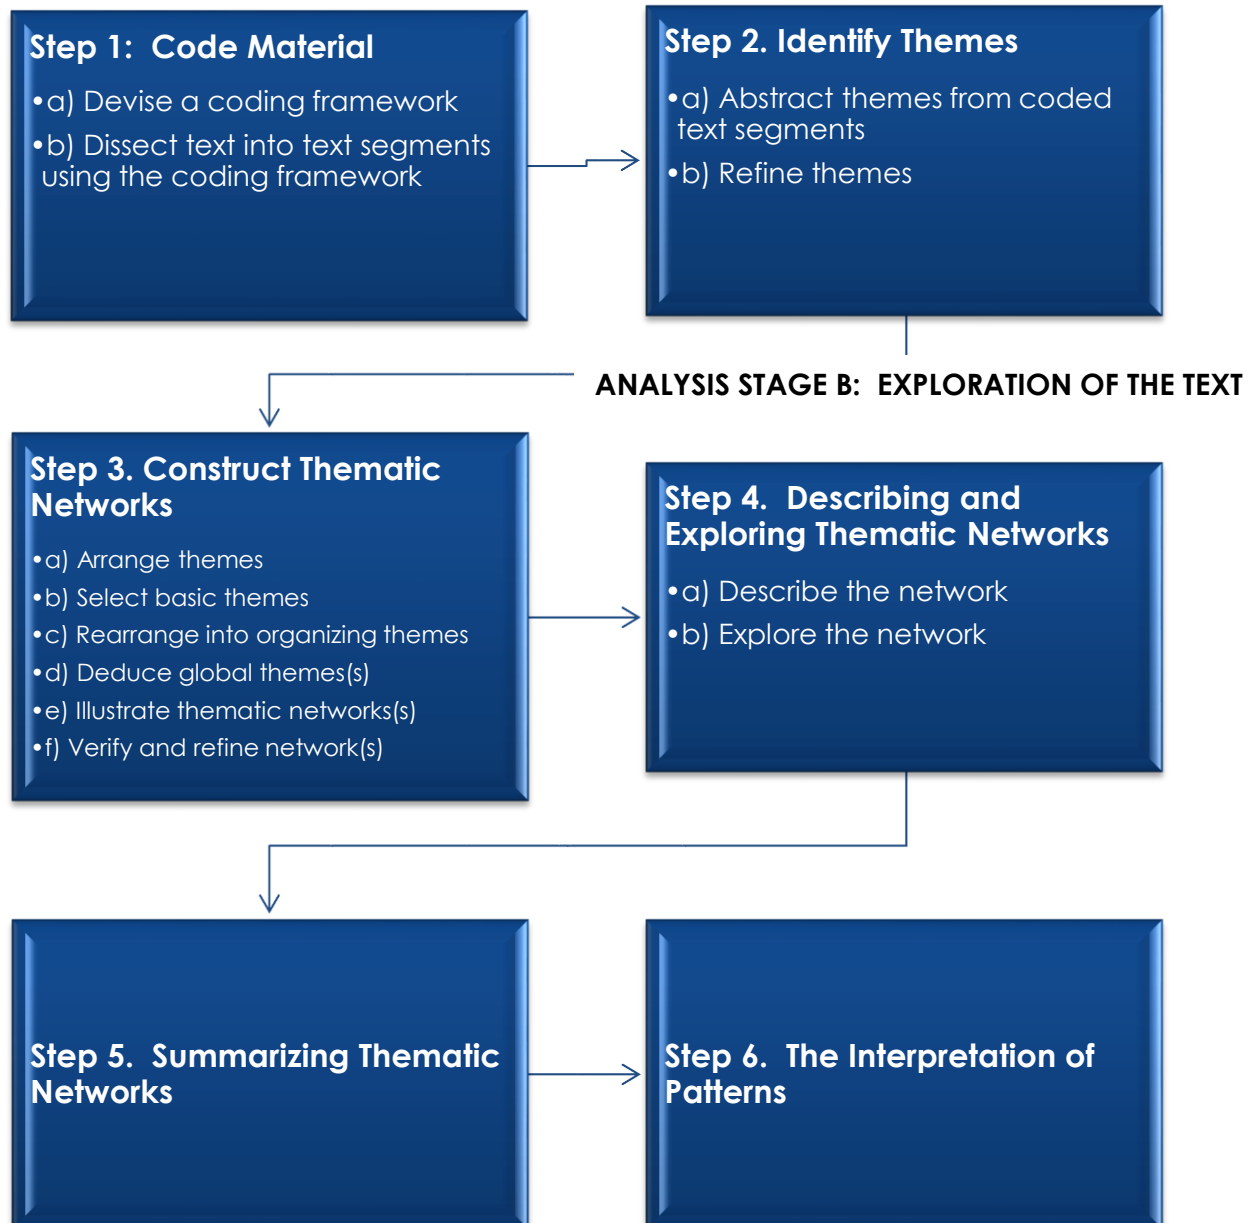 Step 1:  Code Material
•a) Devise a coding framework
•b) Dissect text into text segments
using the coding framework
Step 2. Identify Themes
•a) Abstract themes from coded
text segments
•b) Refine themes
ANALYSIS STAGE B:  EXPLORATION OF THE TEXT
Step 3. Construct Thematic
Networks
•a) Arrange themes
•b) Select basic themes
•c) Rearrange into organizing themes
•d) Deduce global themes(s)
•e) Illustrate thematic networks(s)
•f) Verify and refine network(s)
Step 4.  Describing and
Exploring Thematic Networks
•a) Describe the network
•b) Explore the network
Step 5.  Summarizing Thematic
Networks
Step 6.  The Interpretation of
Patterns